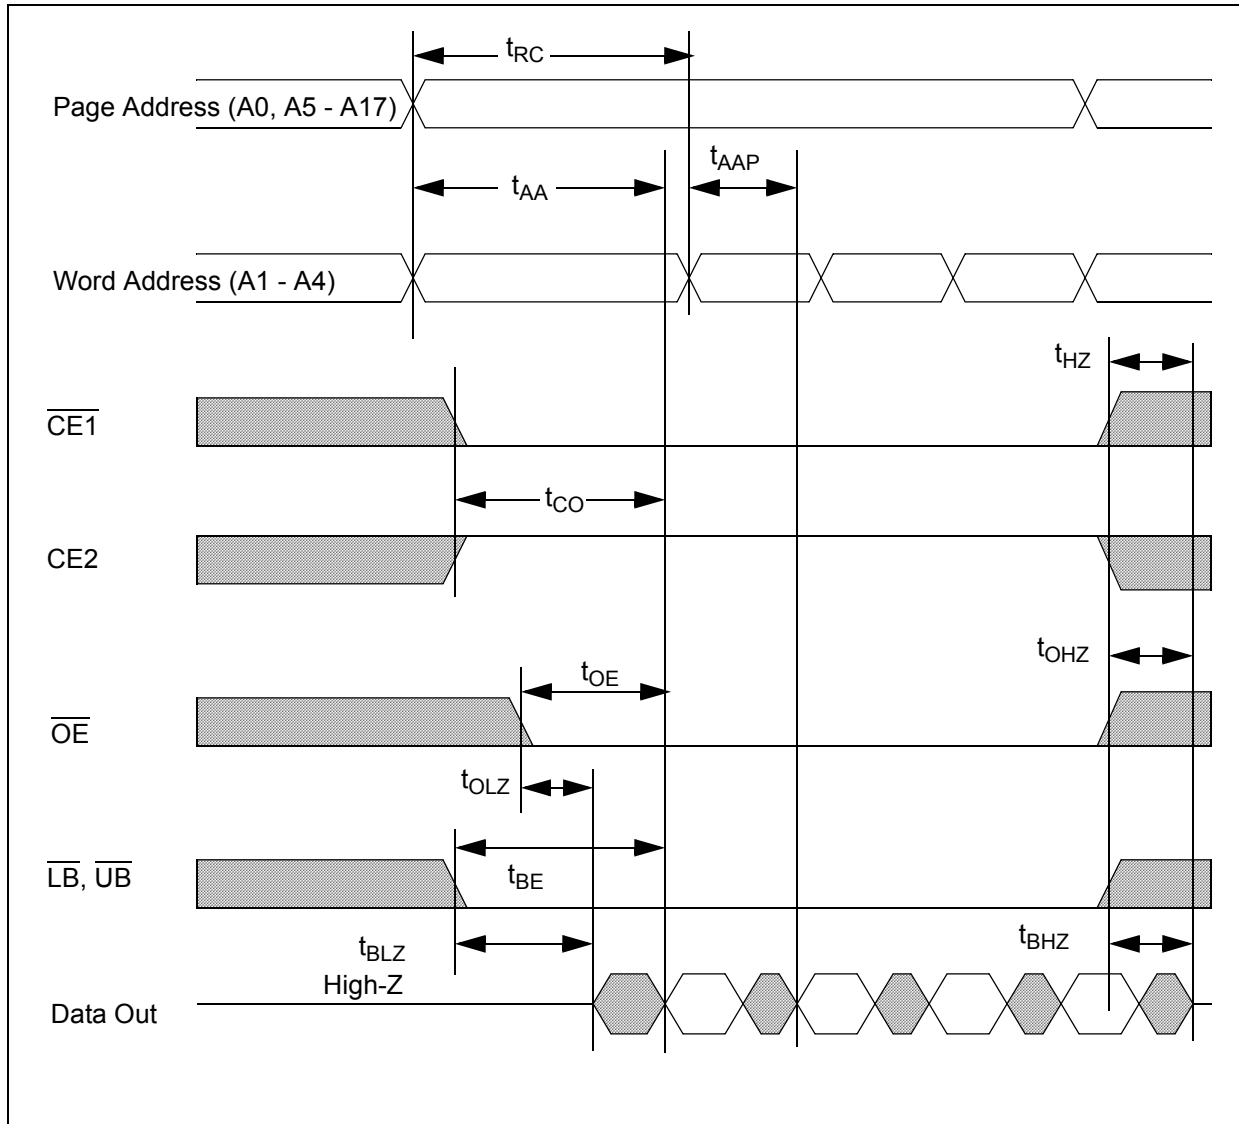 tRC
Page Address (A0, A5 - A17)
tAAP
tAA
Word Address (A1 - A4)
tHZ
CE1
tCO
CE2
tOHZ
tOE
OE
tOLZ
LB, UB
tBE
tBLZ
tBHZ
High-Z
Data Out